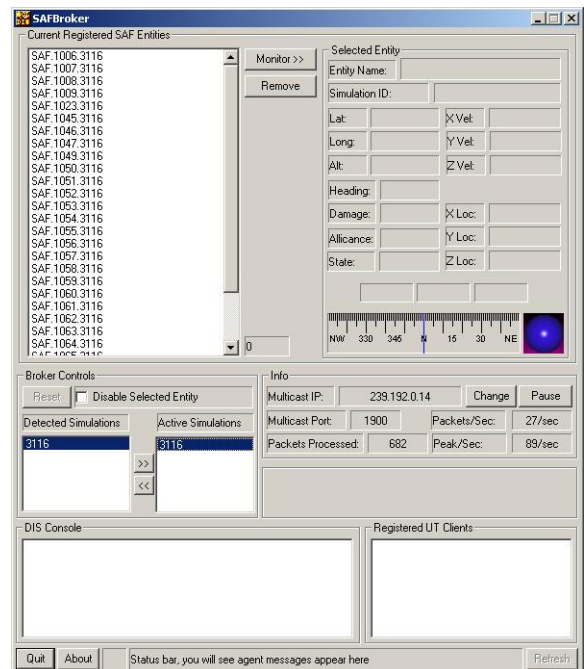 SAFBroker
Current Registered SAF Entities
SAF.1006.3116
SAF.1007.3116
SAF.1008.3116
SAF.1009.3116
SAF.1023.3116
SAF.1045.3116
SAF.1046.3116
SAF.1047.3116
SAF.1049.3116
SAF.1050.3116
SAF.1051.3116
SAF.1052.3116
SAF.1053.3116
SAF.1054.3116
SAF.1055.3116
SAF.1056.3116
SAF.1057.3116
SAF.1058.3116
SAF.1059.3116
SAF.1060.3116
SAF.1061.3116
SAF.1062.3116
SAF.1063.3116
SAF.1064.3116
Monitor >>
Remove
0
Selected Entity
Entity Name:
Simulation ID:
Lat: X Vel:
Long: Y Vel:
Alt: Z Vel:
Heading:
Damage: X Loc:
Allicance: Y Loc:
State: Z Loc:
NW 330 345 N 15 30 NE
Broker Controls
Reset Disable Selected Entity
Detected Simulations Active Simulations
3116 3116
>>
<<
Info
Multicast IP: 239.192.0.14 Change Pause
Multicast Port: 1900 Packets/Sec: 27/sec
Packets Processed: 682 Peak/Sec: 89/sec
DIS Console
Registered UT Clients
Quit About Status bar, you will see agent messages appear here Refresh